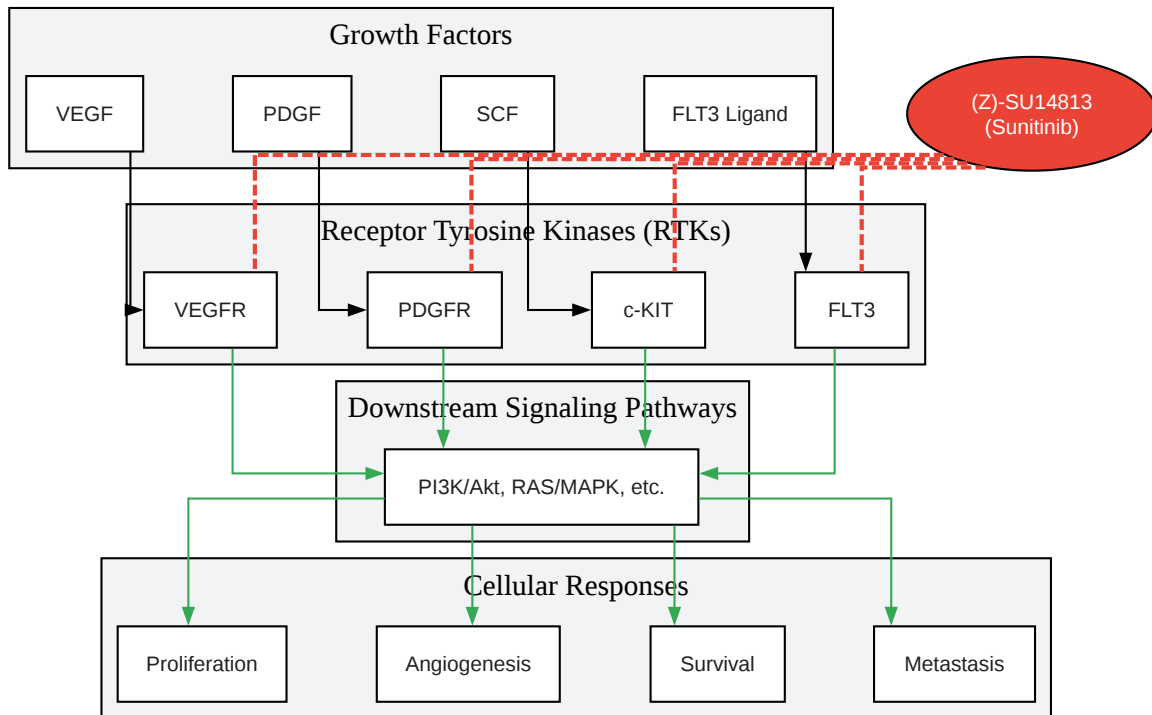 Growth Factors
VEGF
PDGF
SCF
FLT3 Ligand
(Z)-SU14813
(Sunitinib)
Receptor Tyrosine Kinases (RTKs)
VEGFR
PDGFR
c-KIT
FLT3
Downstream Signaling Pathways
PI3K/Akt, RAS/MAPK, etc.
Cellular Responses
Proliferation
Angiogenesis
Survival
Metastasis